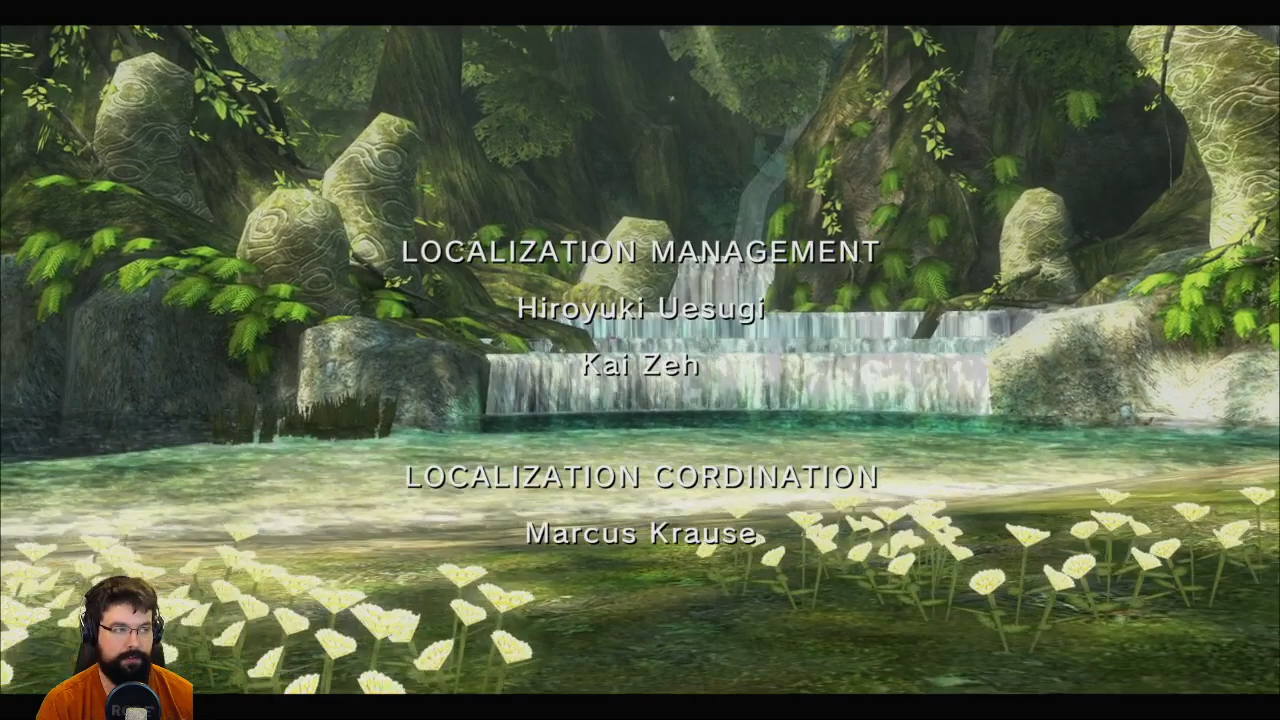 LOCALIZATION MANAGEMENT
Hiroyuki Uesugi
Kai Zeh
LOCALIZATION CORDINATION
Marcus Krause